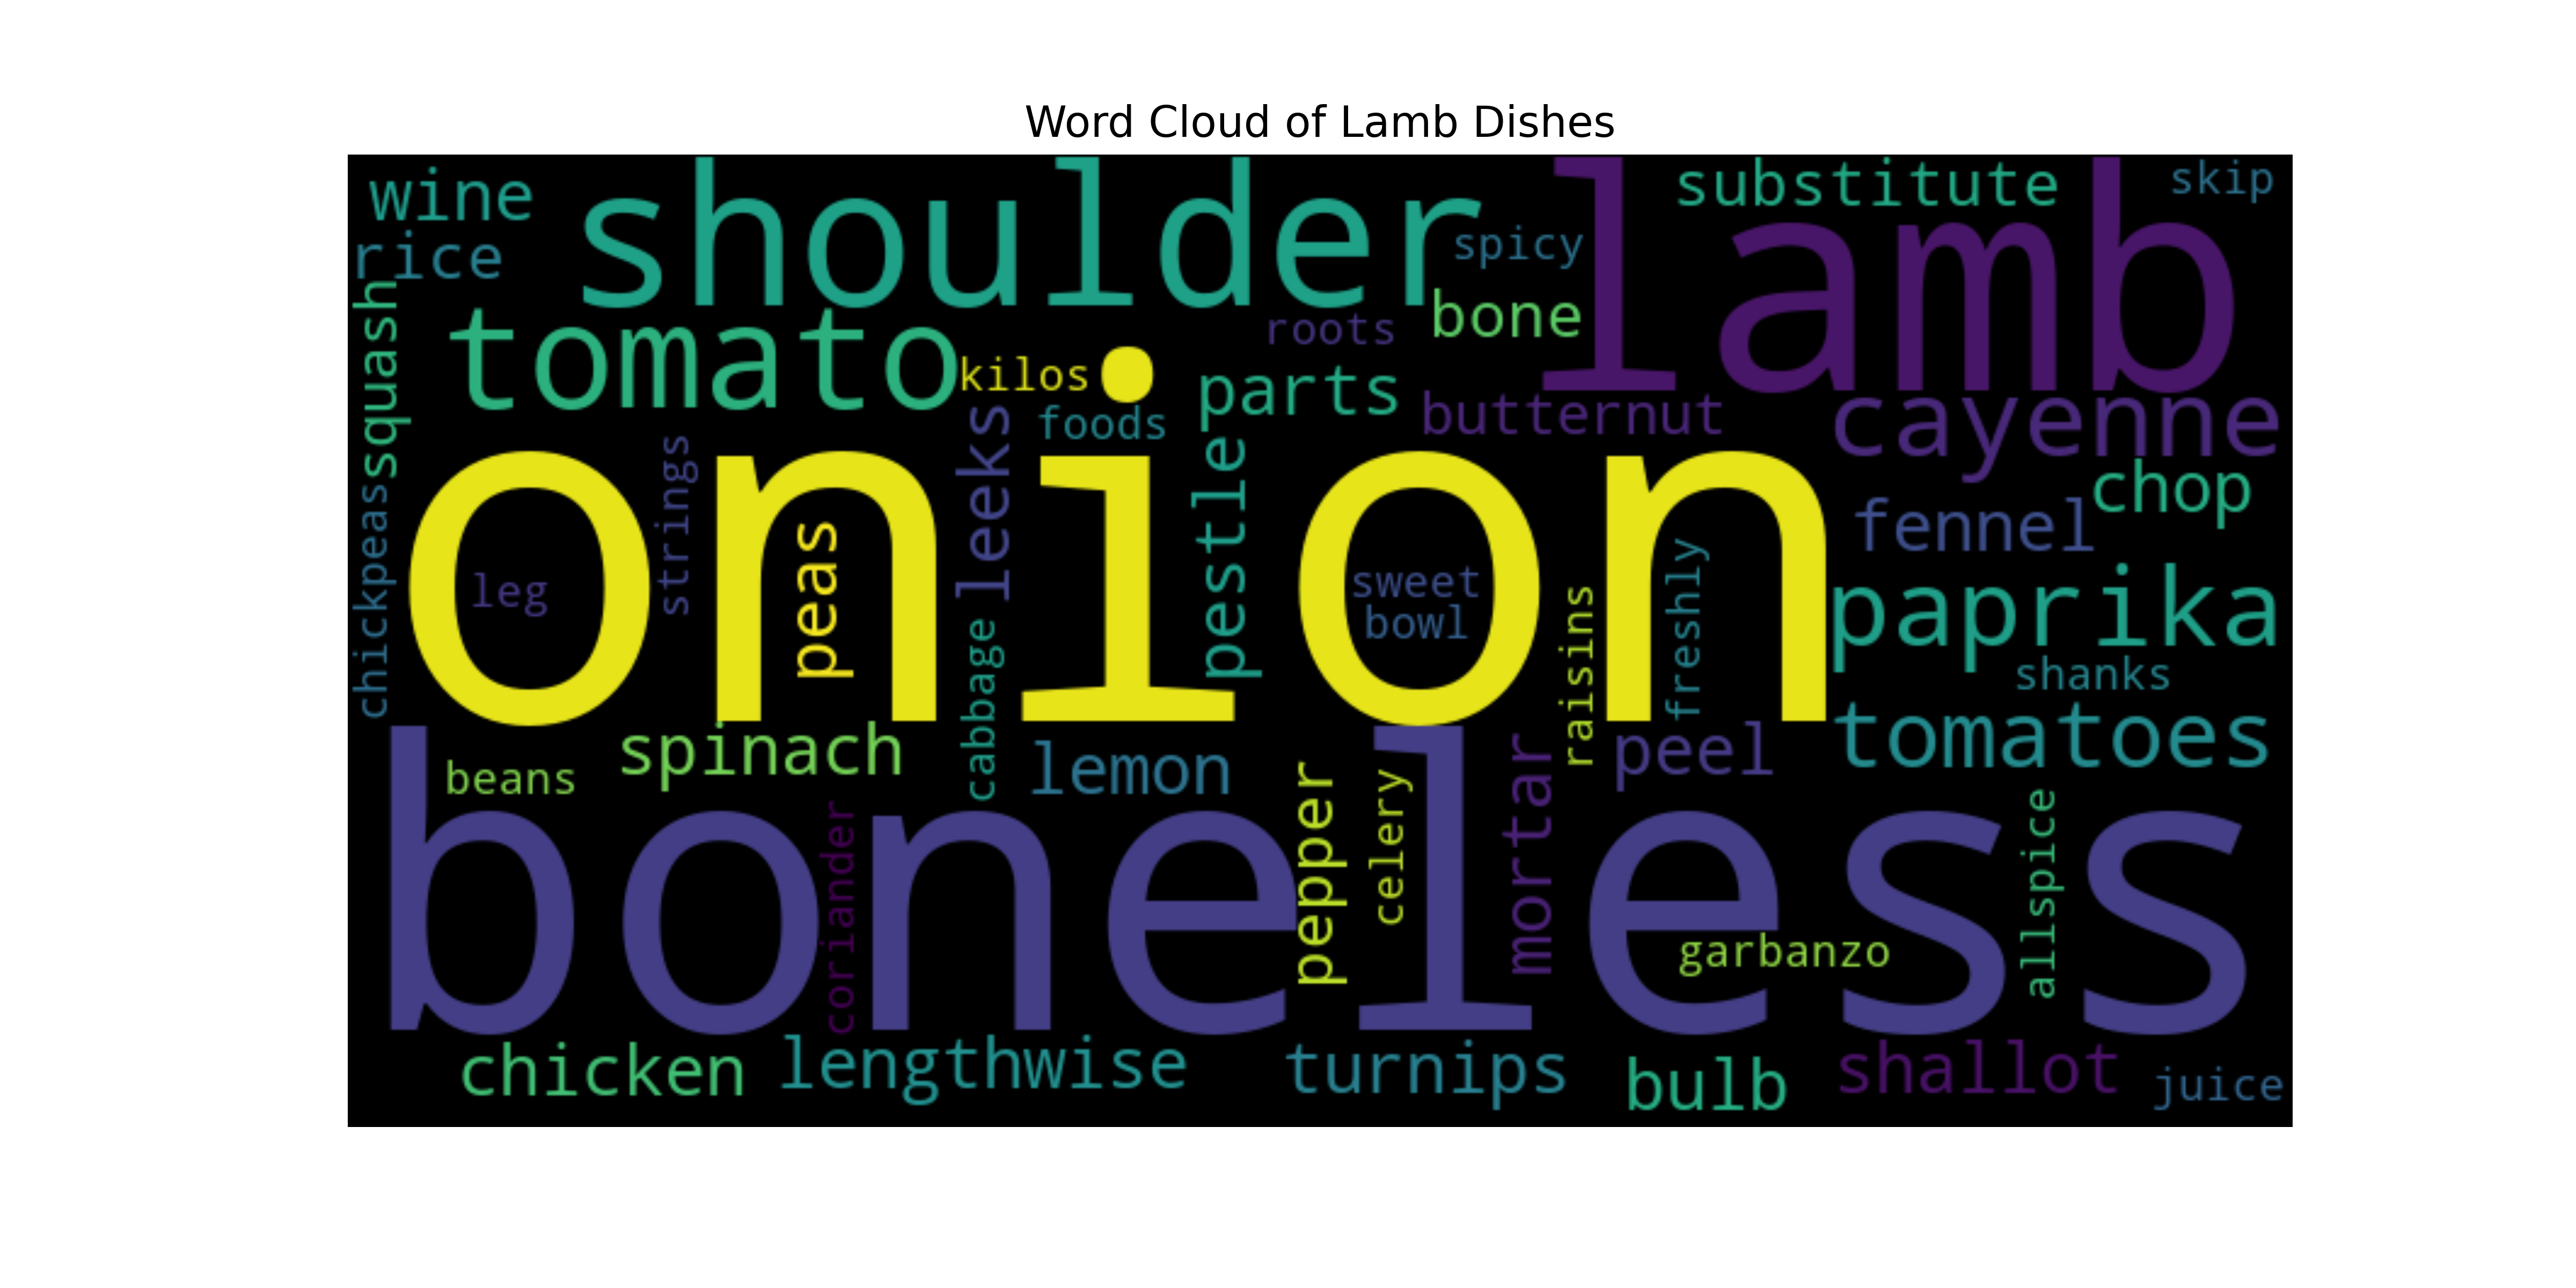 Word Cloud of Lamb Dishes
wine
shoulder
lamb
substitute
skip
rice
spicy
squash
tomato
roots
bone
kilos
parts
butternut
cayenne
foods
leeks
strings
pestle
chop
onion
fennel
chickpeas
leg
peas
sweet
bowl
raisins
freshly
paprika
shanks
cabbage
tomatoes
spinach
beans
lemon
peel
boneless
pepper
celery
mortar
coriander
garbanzo
allspice
chicken
lengthwise
turnips
bulb
shallot
juice